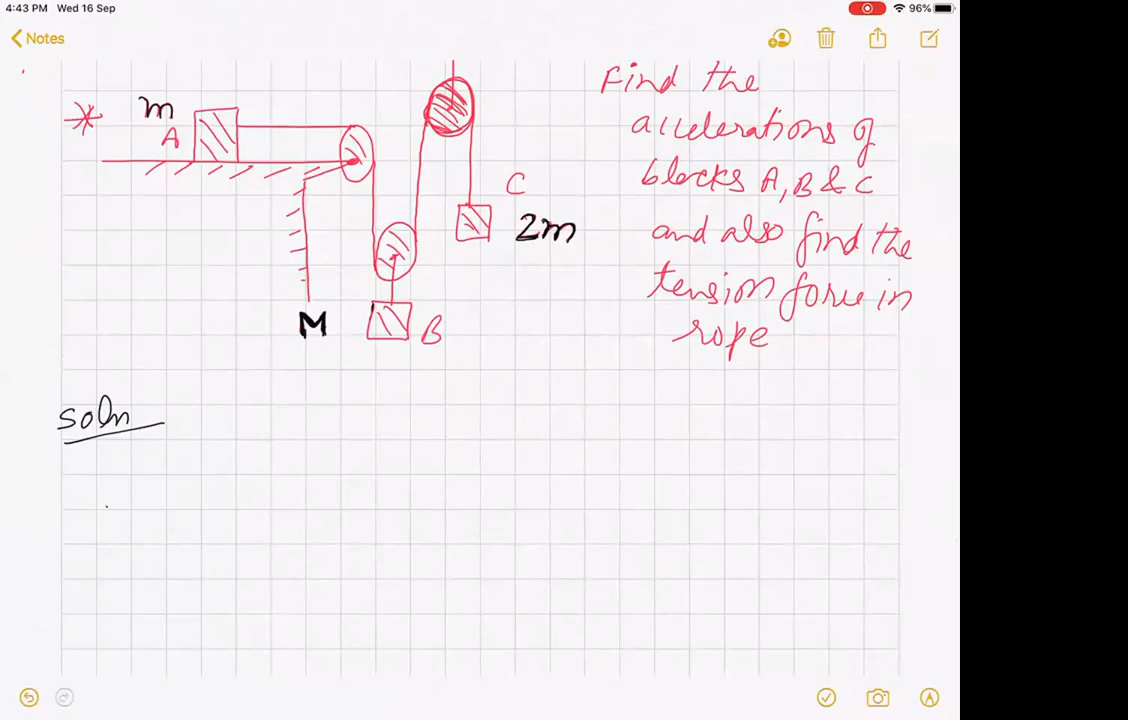 4:43 PM Wed 16 Sep
96%
Notes
m
A
C
2m
M
B
Find the
accelerations of
blocks A, B & C
and also find the
tension force in
rope
soln